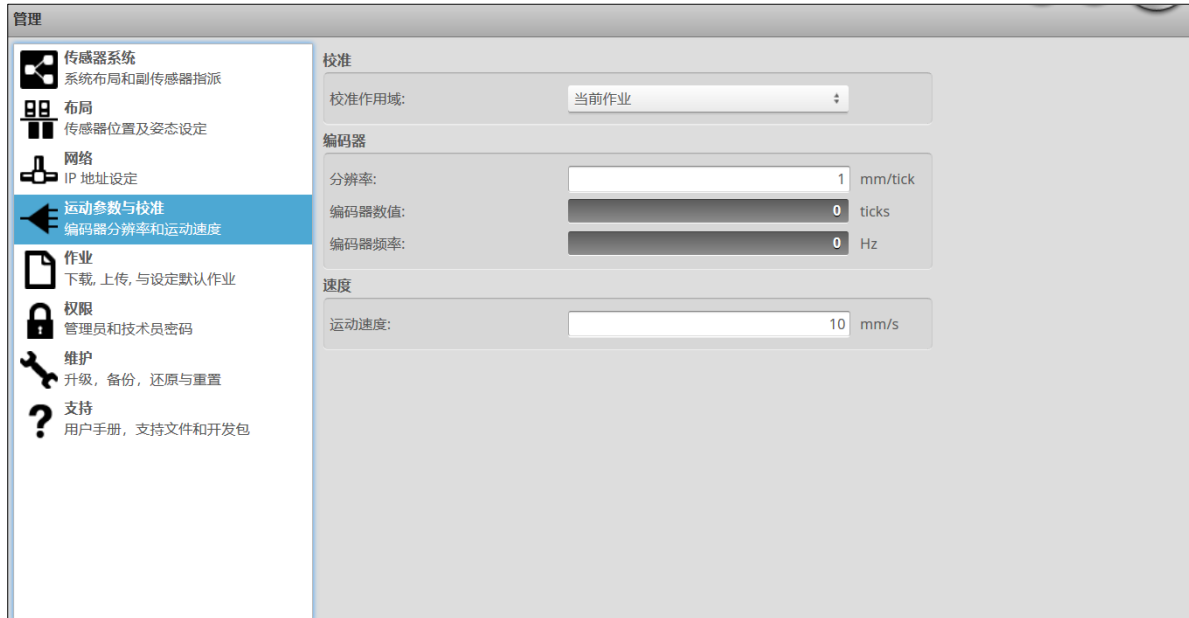 管理
传感器系统
系统布局和副传感器指派
布局
传感器位置及姿态设定
网络
IP 地址设定
运动参数与校准
编码器分辨率和运动速度
作业
下载, 上传, 与设定默认作业
权限
管理员和技术员密码
维护
升级，备份，还原与重置
支持
用户手册，支持文件和开发包
校准
校准作用域: 当前作业
编码器
分辨率: 1 mm/tick
编码器数值: 0 ticks
编码器频率: 0 Hz
速度
运动速度: 10 mm/s